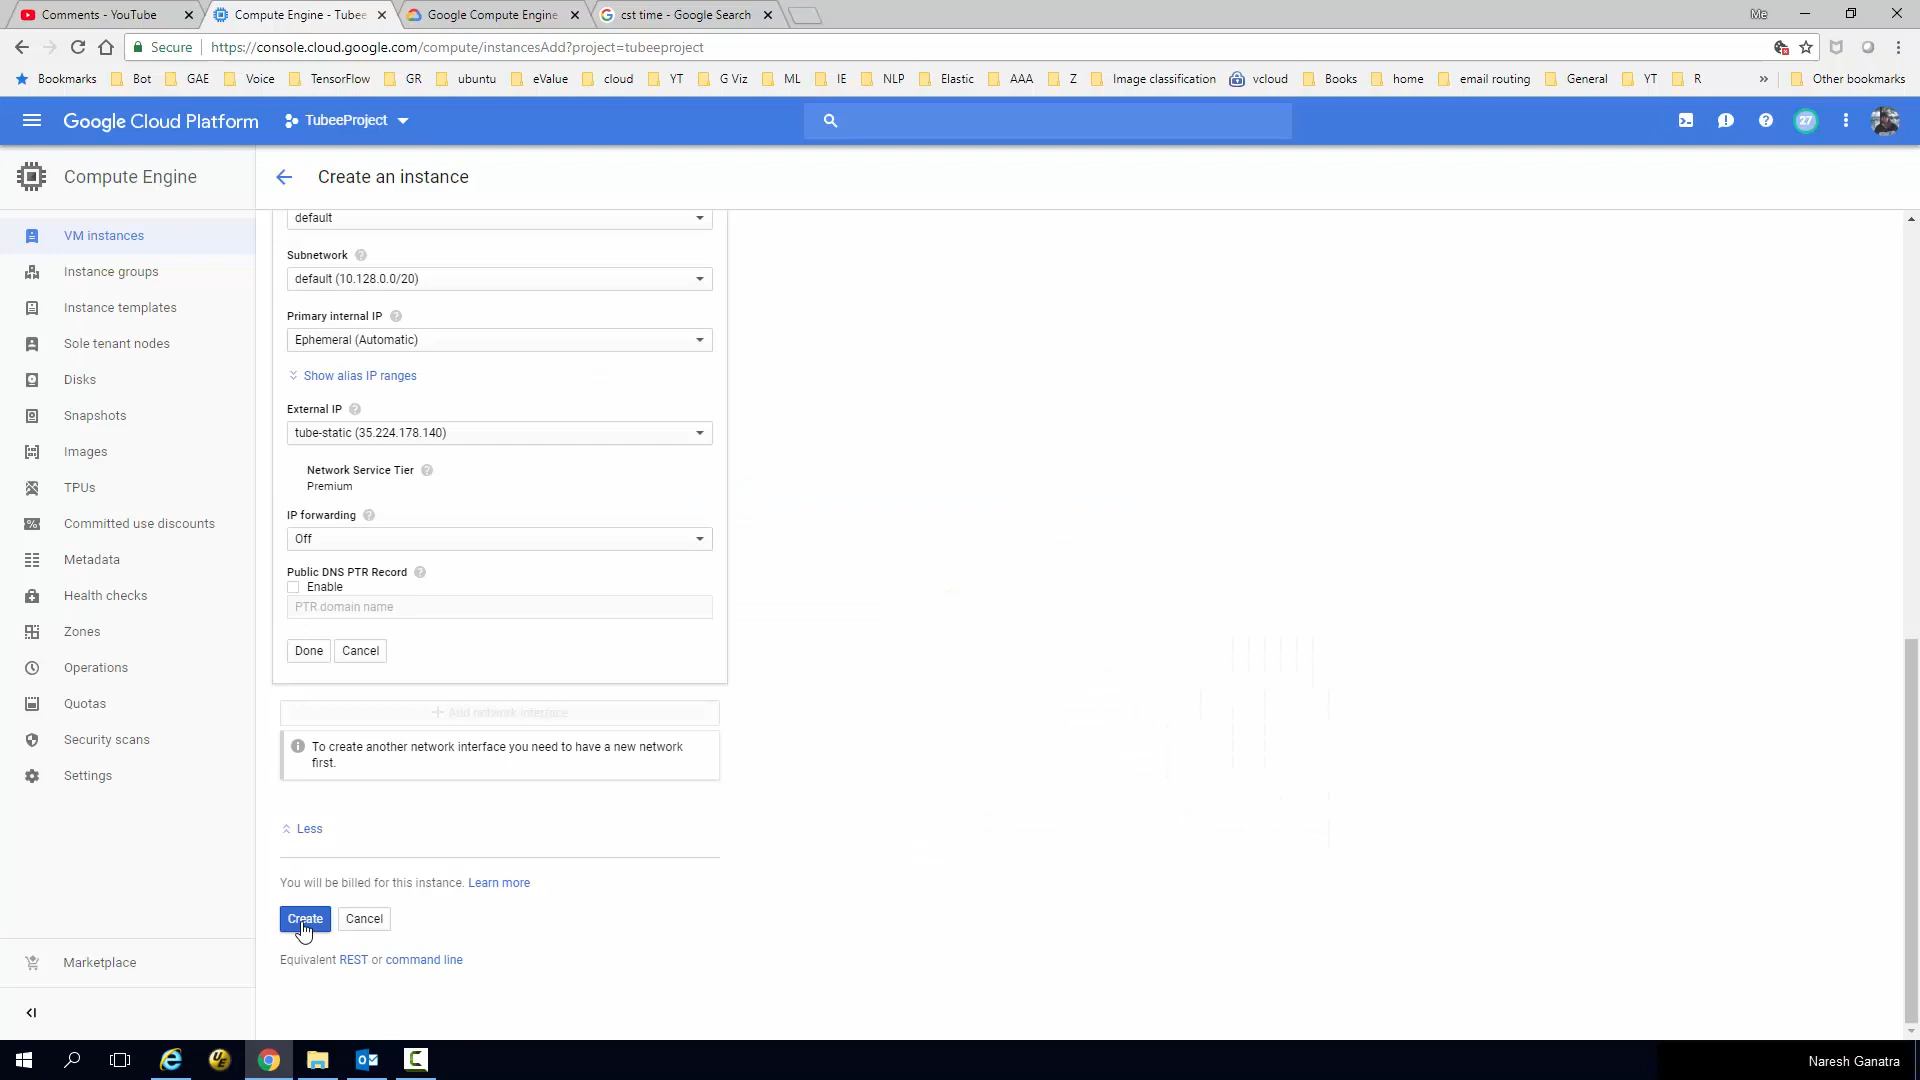 Comments - YouTube
Compute Engine - Tubee
Google Compute Engine
cst time - Google Search
Me
Secure
https://console.cloud.google.com/compute/instancesAdd?project=tubeeproject
Bookmarks
Bot
GAE
Voice
TensorFlow
GR
ubuntu
eValue
cloud
YT
G Viz
ML
IE
NLP
Elastic
AAA
Z
Image classification
vcloud
Books
home
email routing
General
YT
R
»
Other bookmarks
Google Cloud Platform
TubeeProject
27
Compute Engine
Create an instance
VM instances
Instance groups
Instance templates
Sole tenant nodes
Disks
Snapshots
Images
TPUs
Committed use discounts
Metadata
Health checks
Zones
Operations
Quotas
Security scans
Settings
Marketplace
default
Subnetwork
default (10.128.0.0/20)
Primary internal IP
Ephemeral (Automatic)
Show alias IP ranges
External IP
tube-static (35.224.178.140)
Network Service Tier
Premium
IP forwarding
Off
Public DNS PTR Record
Enable
PTR domain name
Done
Cancel
+ Add network interface
To create another network interface you need to have a new network
first.
Less
You will be billed for this instance. Learn more
Create
Cancel
Equivalent REST or command line
Naresh Ganatra